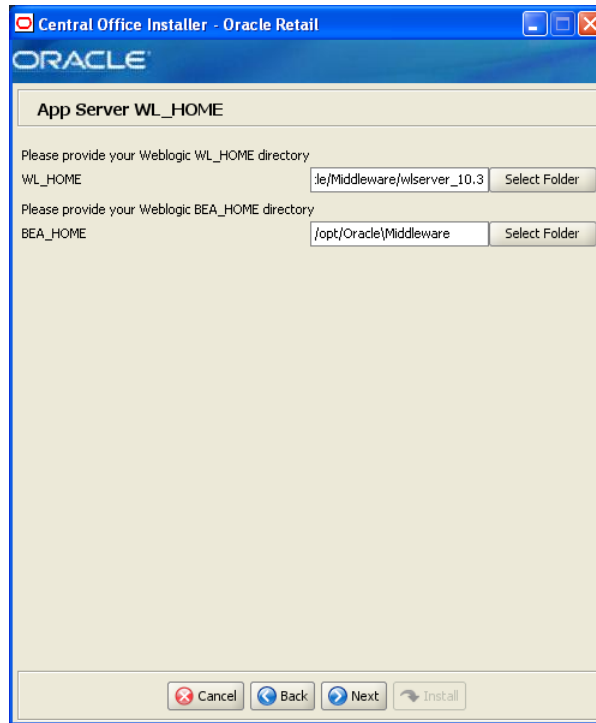 Central Office Installer - Oracle Retail
ORACLE
App Server WL_HOME
Please provide your Weblogic WL_HOME directory
WL_HOME :le/Middleware/wlserver_10.3 Select Folder
Please provide your Weblogic BEA_HOME directory
BEA_HOME /opt/Oracle\Middleware Select Folder
Cancel Back Next Install